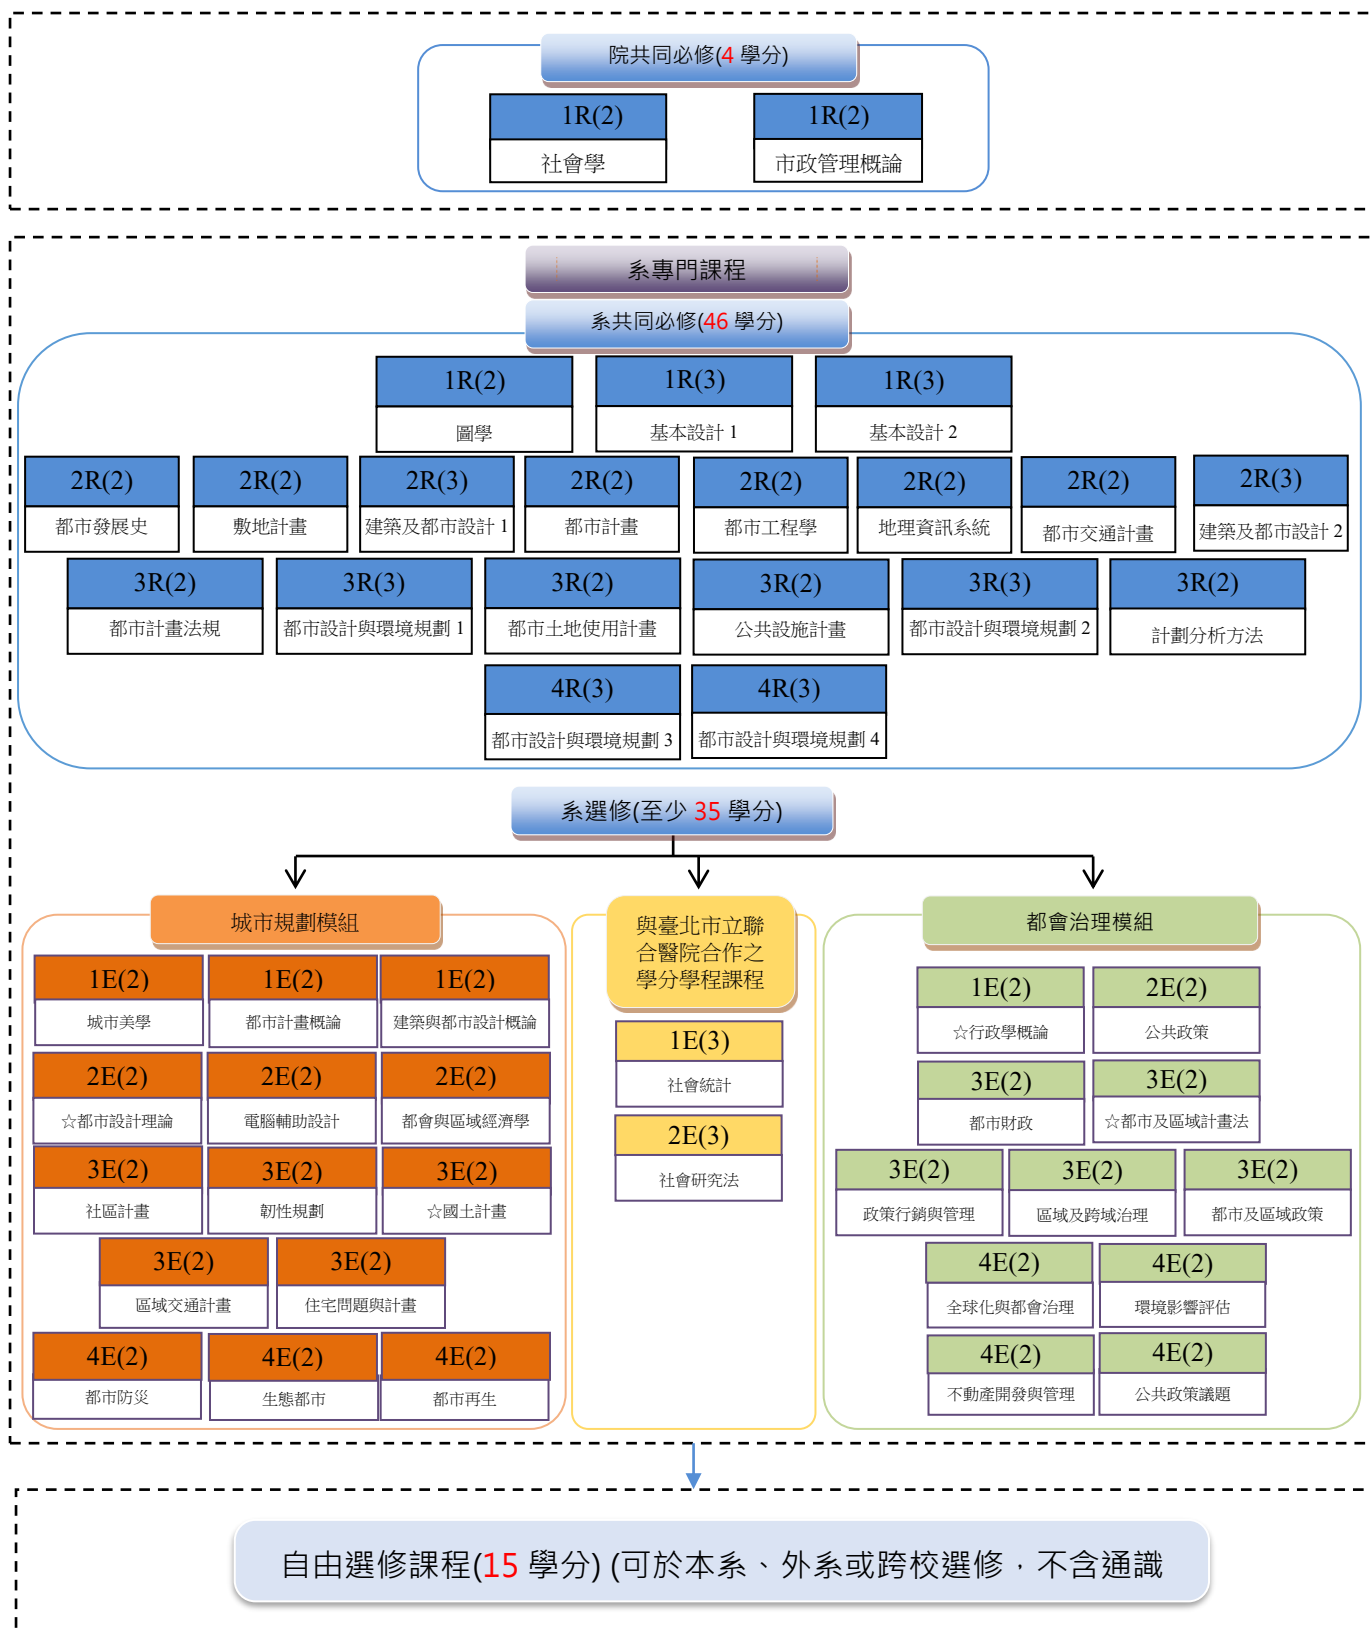 院共同必修(4 學分)
1R(2)
社會學
1R(2)
市政管理概論
系專門課程
系共同必修(46 學分)
1R(2)
圖學
1R(3)
基本設計 1
1R(3)
基本設計 2
2R(2)
都市發展史
2R(2)
敷地計畫
2R(3)
建築及都市設計 1
2R(2)
都市計畫
2R(2)
都市工程學
2R(2)
地理資訊系統
2R(2)
都市交通計畫
2R(3)
建築及都市設計 2
3R(2)
都市計畫法規
3R(3)
都市設計與環境規劃 1
3R(2)
都市土地使用計畫
3R(2)
公共設施計畫
3R(3)
都市設計與環境規劃 2
3R(2)
計劃分析方法
4R(3)
都市設計與環境規劃 3
4R(3)
都市設計與環境規劃 4
系選修(至少 35 學分)
城市規劃模組
1E(2)
城市美學
1E(2)
都市計畫概論
1E(2)
建築與都市設計概論
2E(2)
☆都市設計理論
2E(2)
電腦輔助設計
2E(2)
都會與區域經濟學
3E(2)
社區計畫
3E(2)
韌性規劃
3E(2)
☆國土計畫
3E(2)
區域交通計畫
3E(2)
住宅問題與計畫
4E(2)
都市防災
4E(2)
生態都市
4E(2)
都市再生
與臺北市立聯
合醫院合作之
學分學程課程
1E(3)
社會統計
2E(3)
社會研究法
都會治理模組
1E(2)
☆行政學概論
2E(2)
公共政策
3E(2)
都市財政
3E(2)
☆都市及區域計畫法
3E(2)
政策行銷與管理
3E(2)
區域及跨域治理
3E(2)
都市及區域政策
4E(2)
全球化與都會治理
4E(2)
環境影響評估
4E(2)
不動產開發與管理
4E(2)
公共政策議題
自由選修課程(15 學分) (可於本系、外系或跨校選修，不含通識